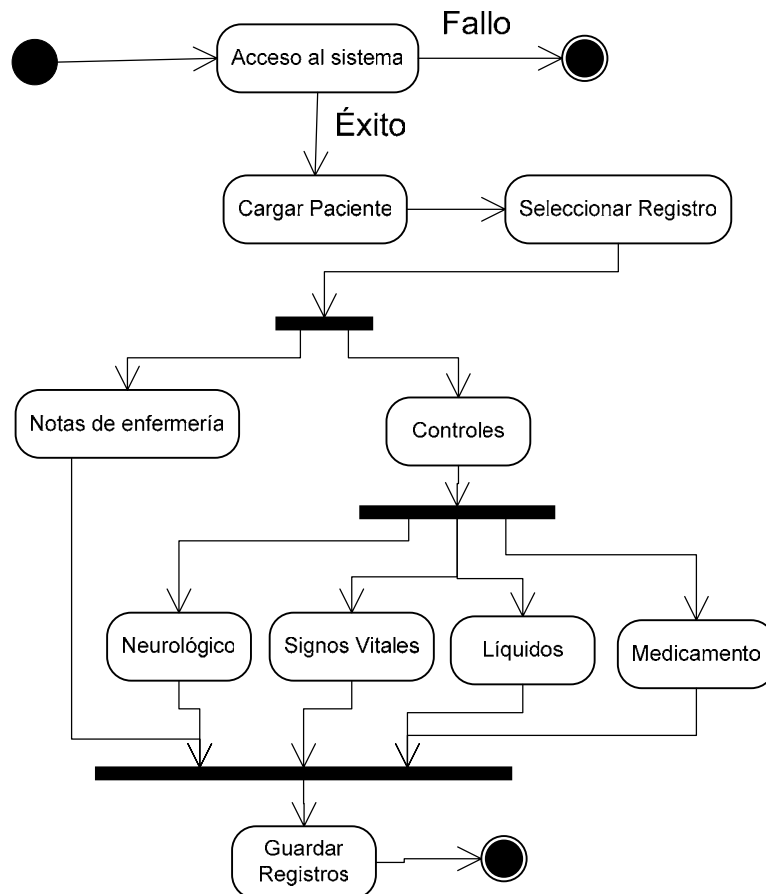 Fallo
Acceso al sistema
Éxito
Cargar Paciente
Seleccionar Registro
Notas de enfermería
Controles
Neurológico
Signos Vitales
Líquidos
Medicamento
Guardar
Registros